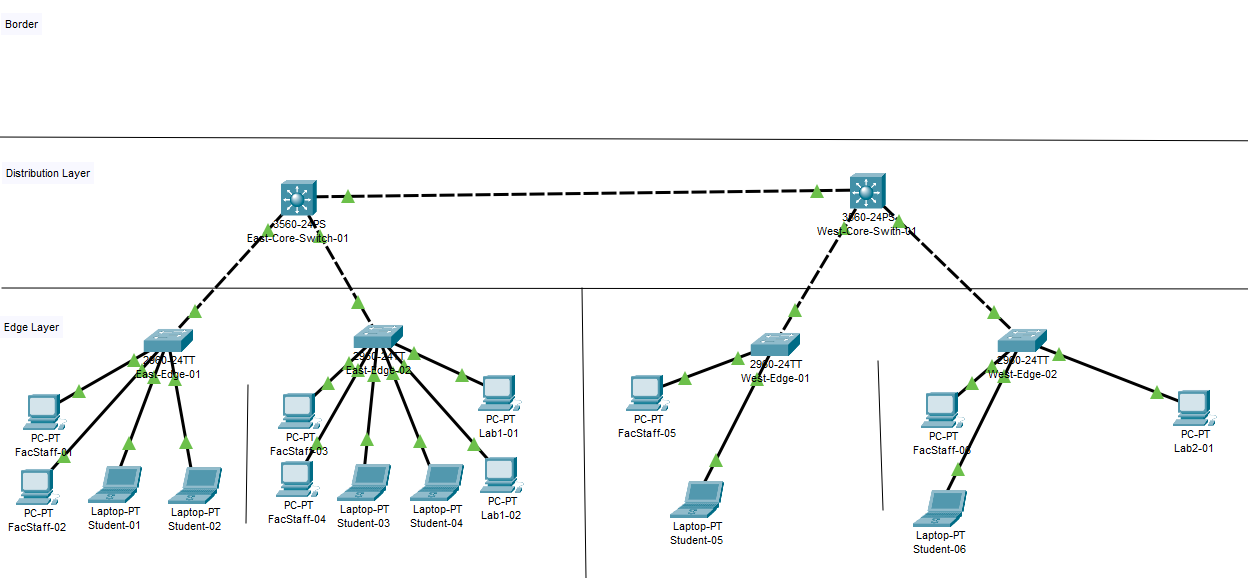 Border
Distribution Layer
3560-24PS
East-Core-Switch-01
3560-24PS
West-Core-Swith-01
Edge Layer
2960-24TT
East-Edge-01
2960-24TT
East-Edge-02
2960-24TT
West-Edge-01
2960-24TT
West-Edge-02
PC-PT
FacStaff-01
PC-PT
FacStaff-02
Laptop-PT
Student-01
Laptop-PT
Student-02
PC-PT
FacStaff-03
PC-PT
FacStaff-04
Laptop-PT
Student-03
Laptop-PT
Student-04
PC-PT
Lab1-01
PC-PT
Lab1-02
PC-PT
FacStaff-05
Laptop-PT
Student-05
PC-PT
FacStaff-06
Laptop-PT
Student-06
PC-PT
Lab2-01